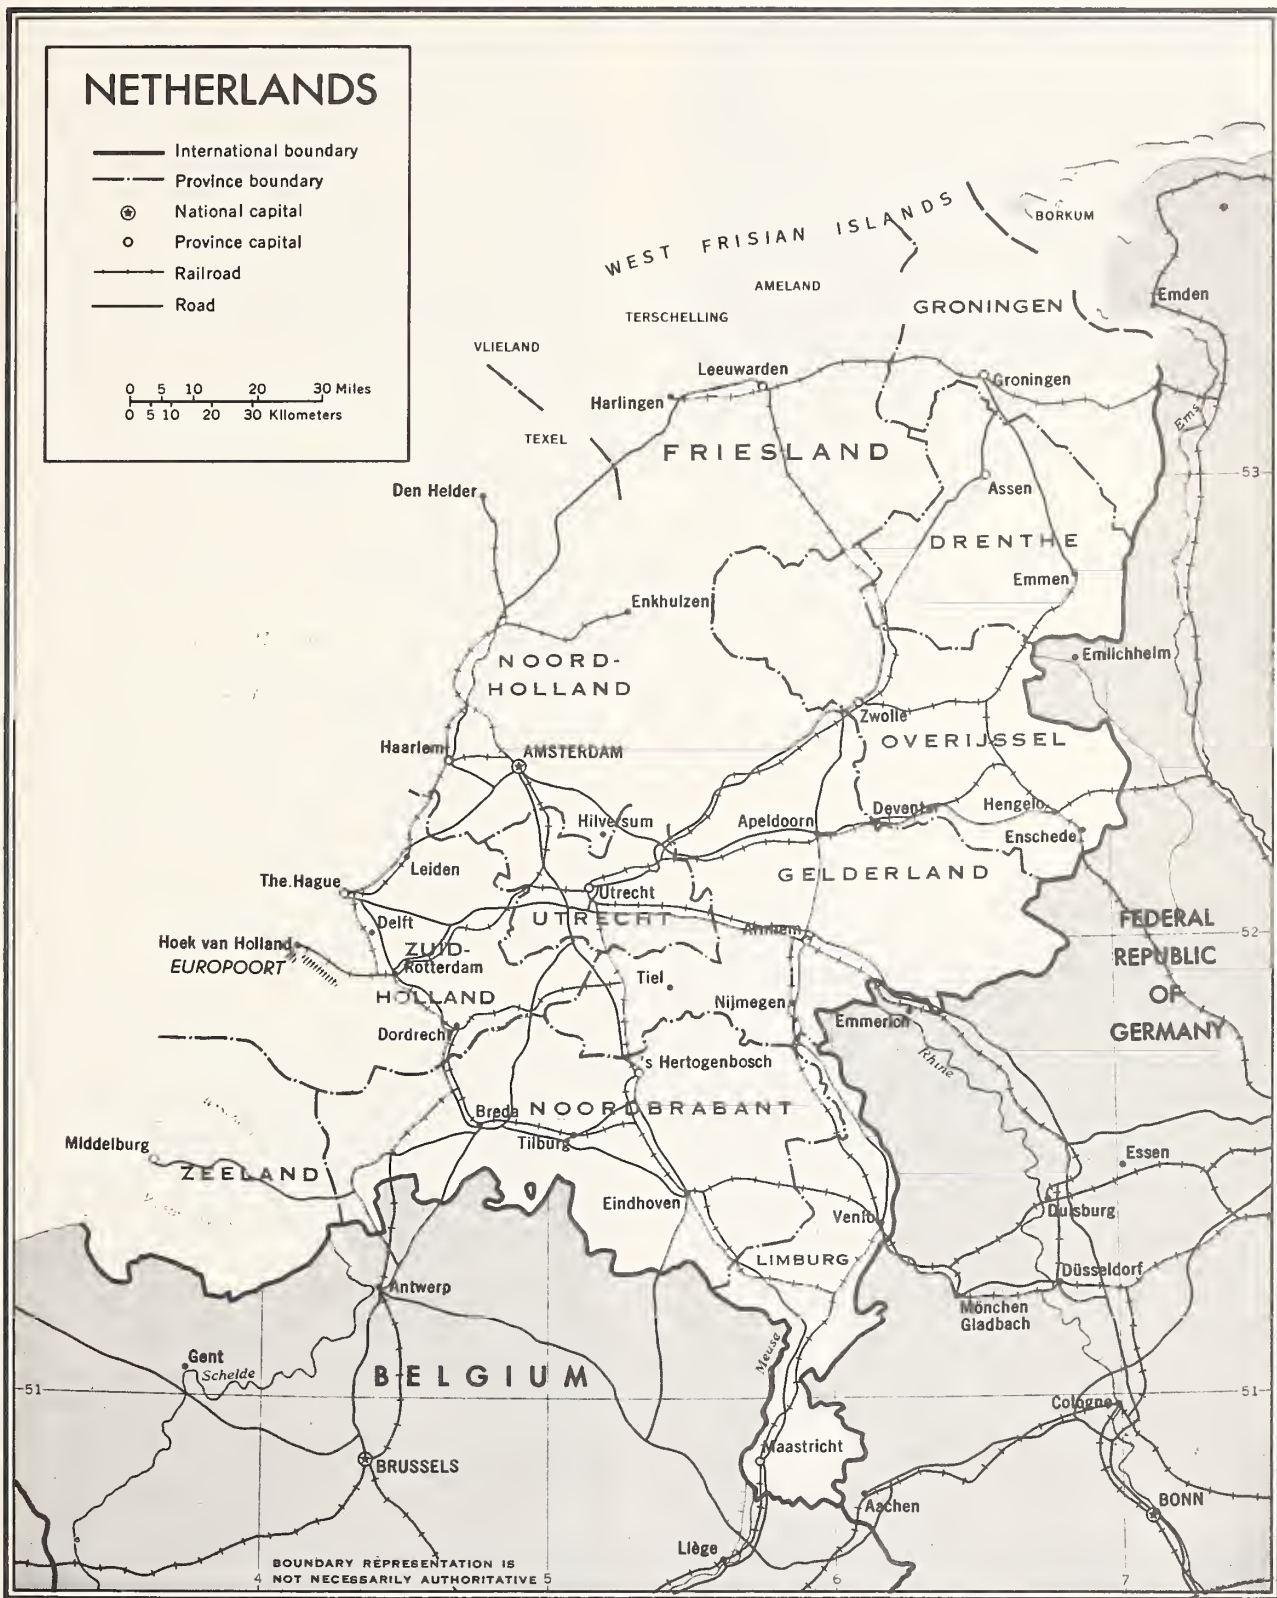 NETHERLANDS
International boundary
Province boundary
National capital
Province capital
Railroad
Road
0 5 10 20 30 Miles
0 5 10 20 30 Kilometers
WEST FRISIAN ISLANDS
BORKUM
AMELAND
TERSCHELLING
VLIELAND
TEXEL
GRONINGEN
Emden
Leeuwarden
Groningen
Harlingen
Ems
FRIESLAND
53
Den Helder
Assen
DRENTHE
Emmen
Enkhuizen
Emlichheim
NOORD-
HOLLAND
Zwolle
OVERIJSSEL
Haarlem
AMSTERDAM
Hilversum
Apeldoorn
Deventer
Hengelo
Enschede
Leiden
GELDERLAND
The Hague
Utrecht
UTRECHT
Delft
Arnhem
FEDERAL
REPUBLIC
OF
GERMANY
52
Hoek van Holland
EUROPOORT
ZUID-
Rotterdam
HOLLAND
Tiel
Nijmegen
Emmerich
Dordrecht
Rhine
's Hertogenbosch
Breda
NOORDBRABANT
Tilburg
Middelburg
ZEELAND
Essen
Eindhoven
Venlo
Duisburg
LIMBURG
Düsseldorf
Antwerp
Mönchen
Gladbach
Meuse
Gent
Schelde
BELGIUM
51
51
Cologne
Maastricht
BRUSSELS
Aachen
BONN
Liège
BOUNDARY REPRESENTATION IS
NOT NECESSARILY AUTHORITATIVE
4
5
6
7